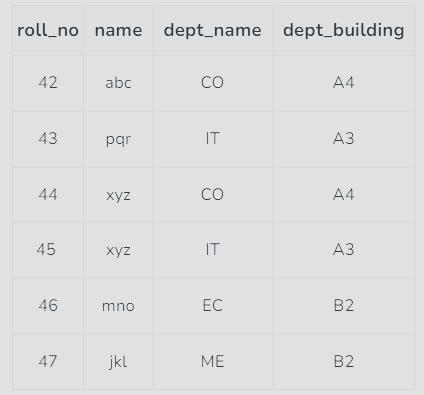 roll_no name dept_name dept_building
42 abc CO A4
43 pqr IT A3
44 xyz CO A4
45 xyz IT A3
46 mno EC B2
47 jkl ME B2